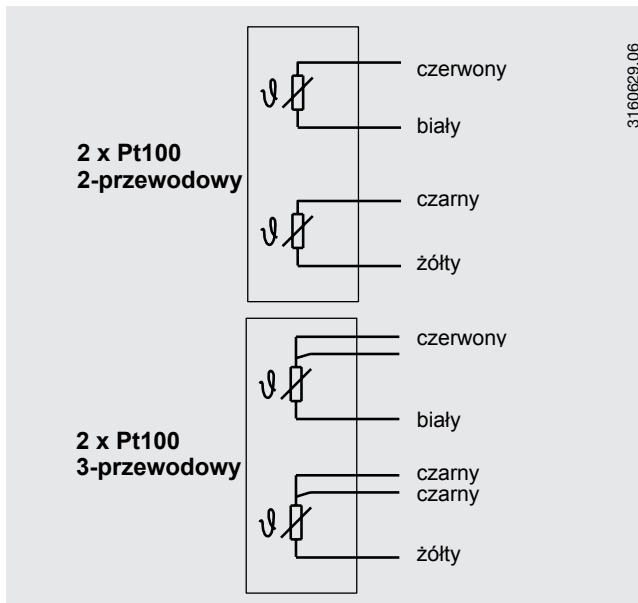 czerwony
biały
2 x Pt100
2-przewodowy
czarny
żółty
czerwony
biały
2 x Pt100
3-przewodowy
czarny
czarny
żółty
3160629.06
ϑ
ϑ
ϑ
ϑ